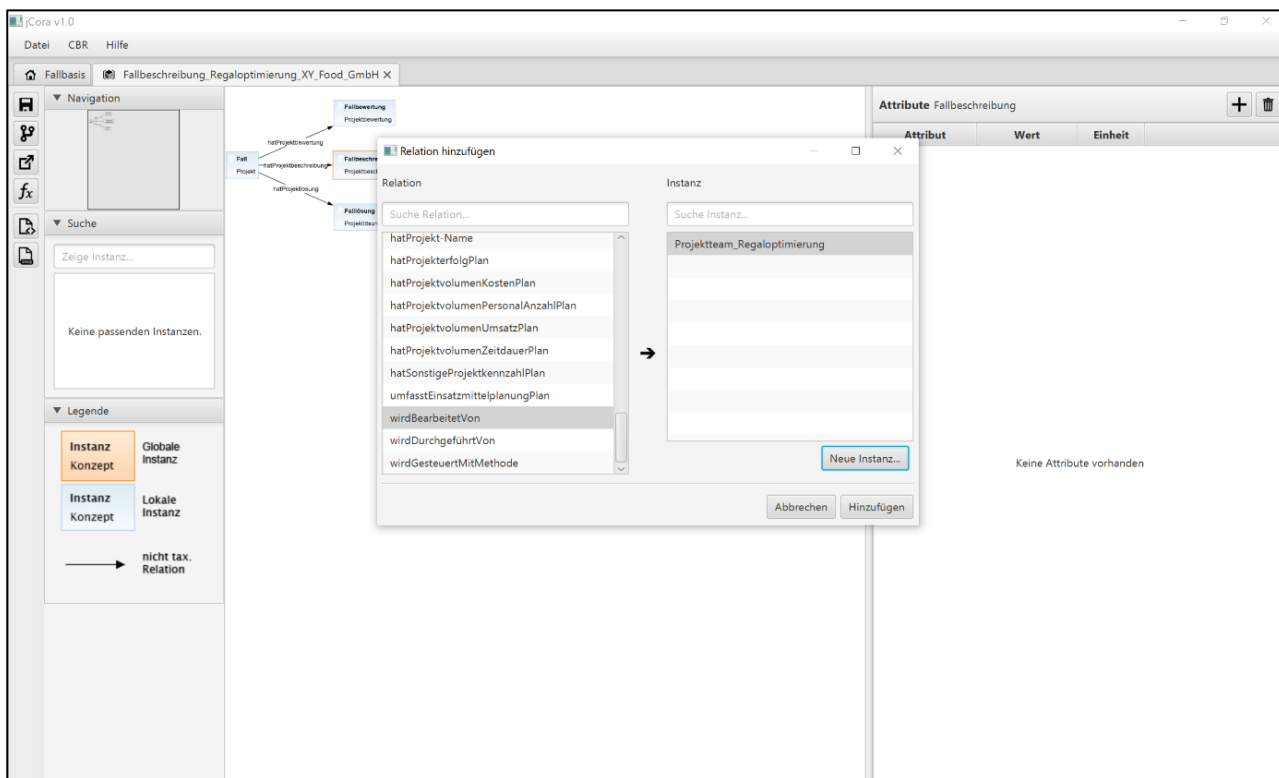 jCora v1.0
Datei CBR Hilfe
Fallbasis Fallbeschreibung_Regaloptimierung_XY_Food_GmbH
Navigation
Suche
Zeige Instanz...
Keine passenden Instanzen.
Legende
Instanz
Konzept
Globale
Instanz
Instanz
Konzept
Lokale
Instanz
nicht tax.
Relation
Fallbewertung
Projektbewertung
hatProjektbewertung
Fall
Projekt
hatProjektbeschreibung
hatProjektlösung
Falllösung
Relation hinzufügen
Relation
Suche Relation...
hatProjekt-Name
hatProjekterfolgPlan
hatProjektvolumenKostenPlan
hatProjektvolumenPersonalAnzahlPlan
hatProjektvolumenUmsatzPlan
hatProjektvolumenZeitdauerPlan
hatSonstigeProjektkennzahlPlan
umfasstEinsatzmittelplanungPlan
wirdBearbeitetVon
wirdDurchgeführtVon
wirdGesteuertMitMethode
Instanz
Suche Instanz...
Projektteam_Regaloptimierung
Neue Instanz...
Abbrechen Hinzufügen
Attribute Fallbeschreibung
Attribut Wert Einheit
Keine Attribute vorhanden